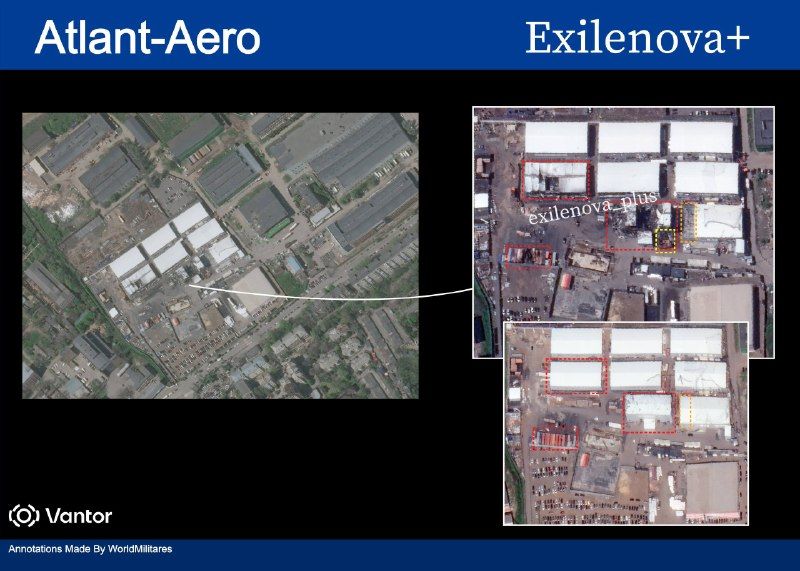 Atlant-Aero
Exilenova+
exilenova_plus
Vantor
Annotations Made By WorldMilitares